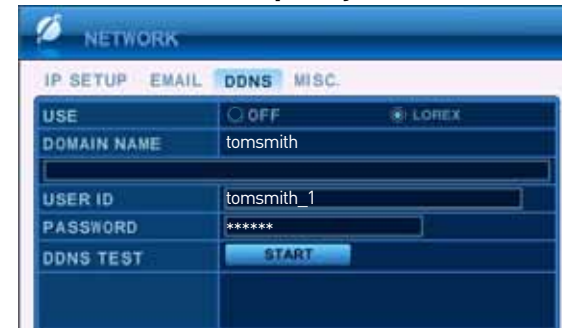 NETWORK
IP SETUP EMAIL DDNS MISC.
USE OFF LOREX
DOMAIN NAME tomsmith
USER ID tomsmith_1
PASSWORD ******
DDNS TEST START